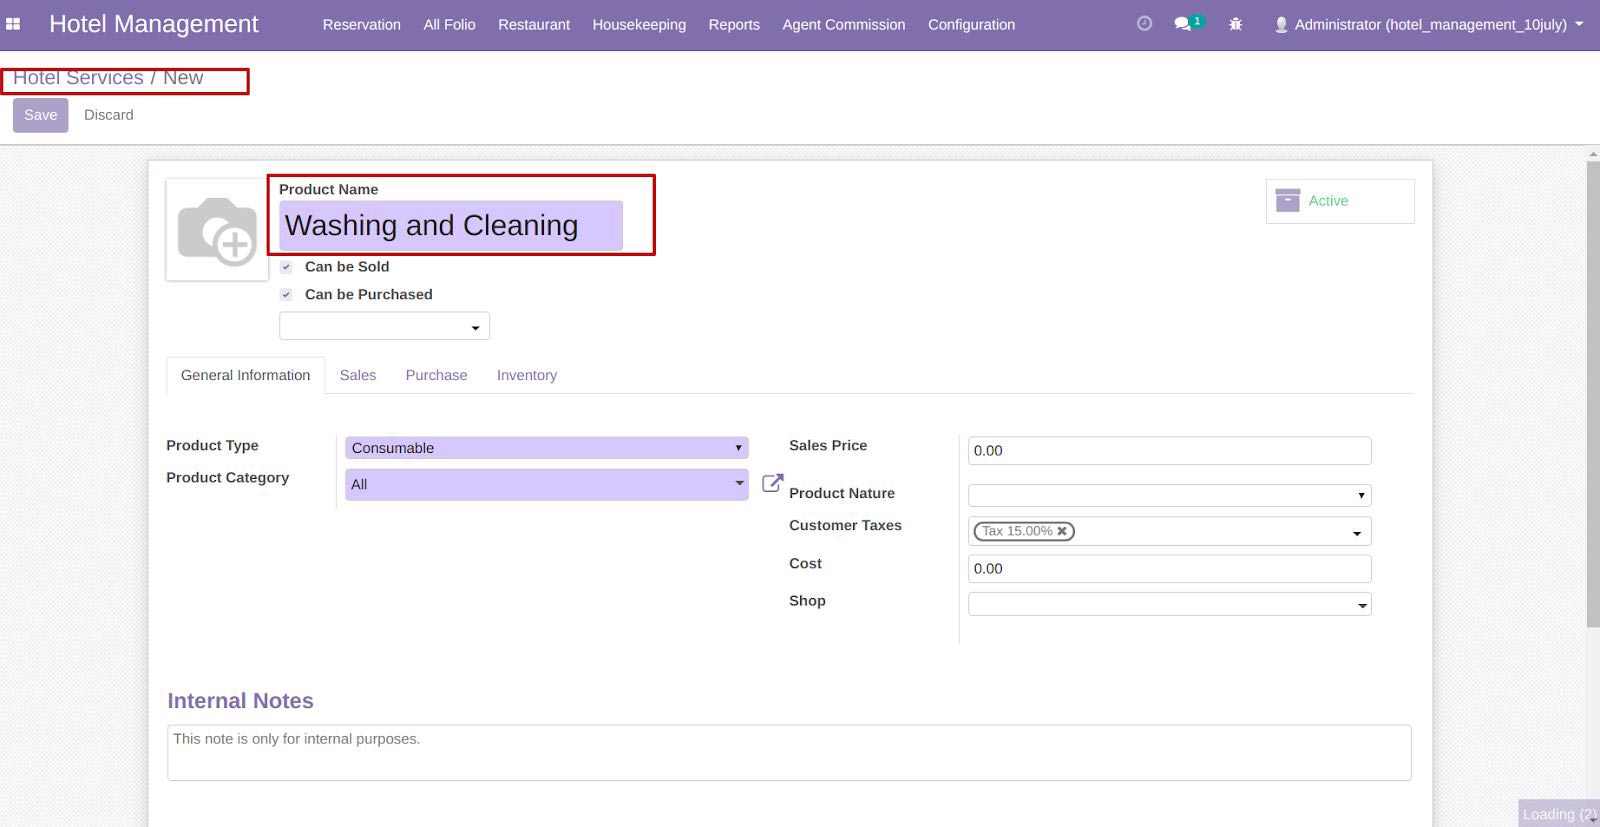 Hotel Management Reservation All Folio Restaurant Housekeeping Reports Agent Commission Configuration 1 Administrator (hotel_management_10july)
Hotel Services / New
Save Discard
Product Name
Washing and Cleaning
Active
Can be Sold
Can be Purchased
General Information Sales Purchase Inventory
Product Type Consumable
Product Category All
Sales Price 0.00
Product Nature
Customer Taxes Tax 15.00%
Cost 0.00
Shop
Internal Notes
This note is only for internal purposes.
Loading (2)